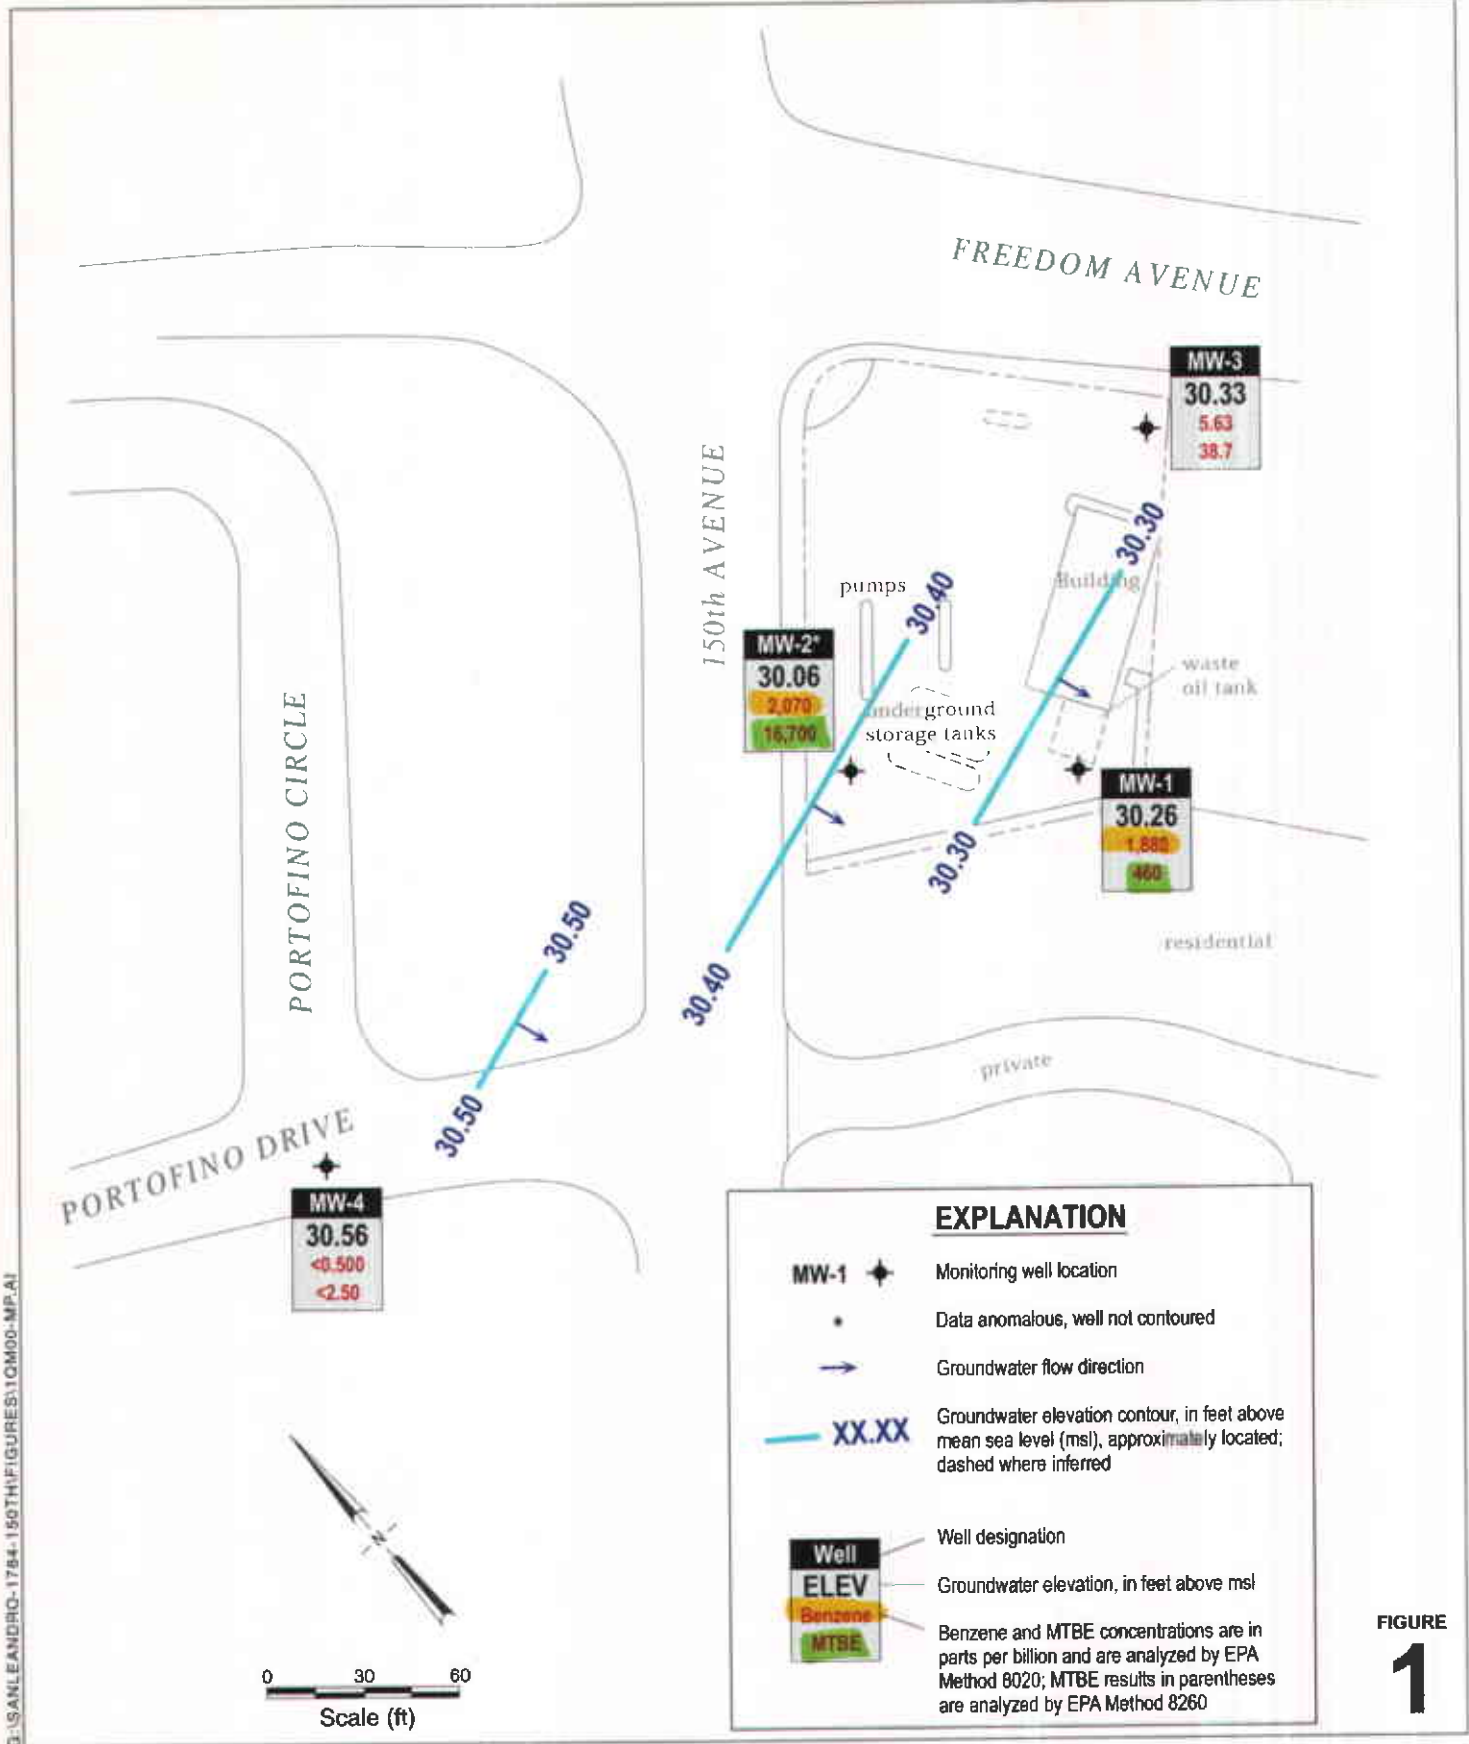 FREEDOM AVENUE
MW-3
30.33
5.63
38.7
150th AVENUE
30.30
Building
pumps
30.40
MW-2*
30.06
2,070
16,700
underground
storage tanks
waste
oil tank
MW-1
30.26
1,880
460
30.30
PORTOFINO CIRCLE
residential
30.50
30.40
private
30.50
PORTOFINO DRIVE
MW-4
30.56
<0.500
<2.50
EXPLANATION
MW-1
Monitoring well location
*
Data anomalous, well not contoured
Groundwater flow direction
XX.XX
Groundwater elevation contour, in feet above
mean sea level (msl), approximately located;
dashed where inferred
Well
ELEV
Benzene
MTBE
Well designation
Groundwater elevation, in feet above msl
Benzene and MTBE concentrations are in
parts per billion and are analyzed by EPA
Method 8020; MTBE results in parentheses
are analyzed by EPA Method 8260
N
0 30 60
Scale (ft)
FIGURE
1
G:\SANLEANDRO-1784-150TH\FIGURES\1QM00-MP.AI